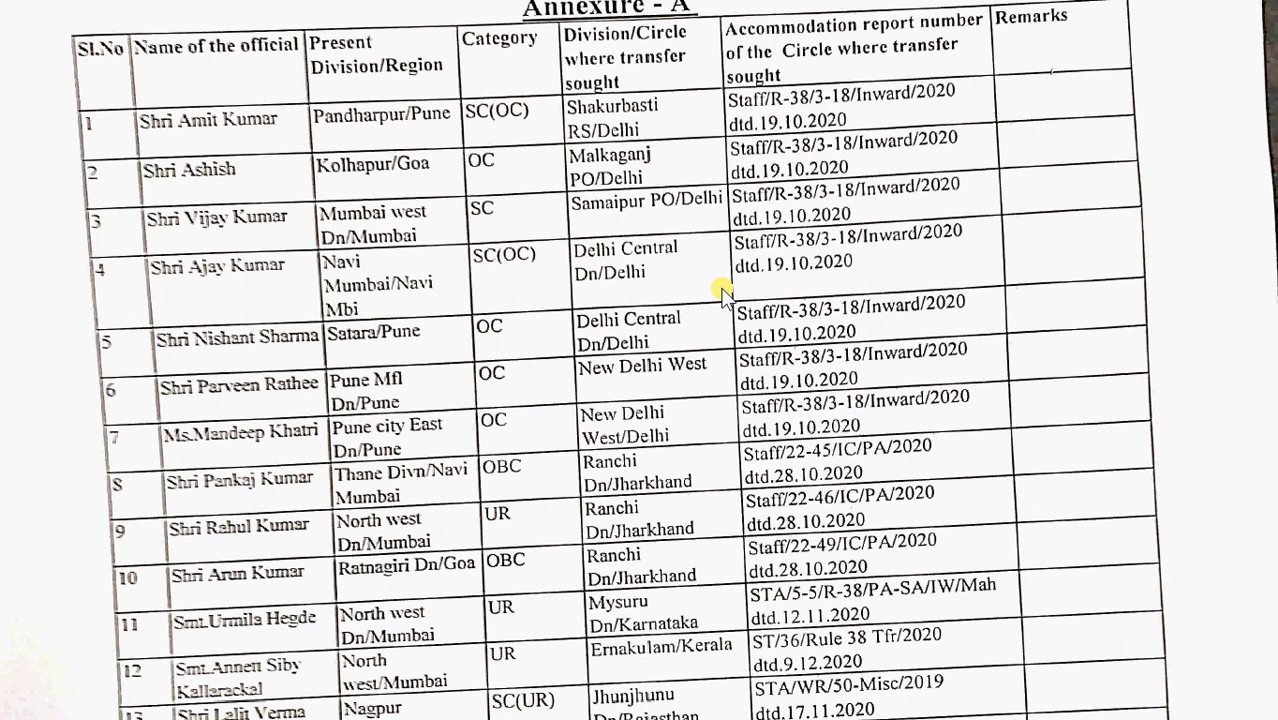 Annexure - A
Sl.No Name of the official Present Division/Region Category Division/Circle where transfer sought Accommodation report number of the Circle where transfer sought Remarks
1 Shri Amit Kumar Pandharpur/Pune SC(OC) Shakurbasti RS/Delhi Staff/R-38/3-18/Inward/2020 dtd.19.10.2020
2 Shri Ashish Kolhapur/Goa OC Malkaganj PO/Delhi Staff/R-38/3-18/Inward/2020 dtd.19.10.2020
3 Shri Vijay Kumar Mumbai west Dn/Mumbai SC Samaipur PO/Delhi Staff/R-38/3-18/Inward/2020 dtd.19.10.2020
4 Shri Ajay Kumar Navi Mumbai/Navi Mbi SC(OC) Delhi Central Dn/Delhi Staff/R-38/3-18/Inward/2020 dtd.19.10.2020
5 Shri Nishant Sharma Satara/Pune OC Delhi Central Dn/Delhi Staff/R-38/3-18/Inward/2020 dtd.19.10.2020
6 Shri Parveen Rathee Pune Mfl Dn/Pune OC New Delhi West Staff/R-38/3-18/Inward/2020 dtd.19.10.2020
7 Ms.Mandeep Khatri Pune city East Dn/Pune OC New Delhi West/Delhi Staff/R-38/3-18/Inward/2020 dtd.19.10.2020
8 Shri Pankaj Kumar Thane Divn/Navi Mumbai OBC Ranchi Dn/Jharkhand Staff/22-45/IC/PA/2020 dtd.28.10.2020
9 Shri Rahul Kumar North west Dn/Mumbai UR Ranchi Dn/Jharkhand Staff/22-46/IC/PA/2020 dtd.28.10.2020
10 Shri Arun Kumar Ratnagiri Dn/Goa OBC Ranchi Dn/Jharkhand Staff/22-49/IC/PA/2020 dtd.28.10.2020
11 Smt.Urmila Hegde North west Dn/Mumbai UR Mysuru Dn/Karnataka STA/5-5/R-38/PA-SA/IW/Mah dtd.12.11.2020
12 Smt.Annett Siby Kallarackal North west/Mumbai UR Ernakulam/Kerala ST/36/Rule 38 Tfr/2020 dtd.9.12.2020
13 Shri Lalit Verma Nagpur SC(UR) Jhunjhunu Dn/Rajasthan STA/WR/50-Misc/2019 dtd.17.11.2020